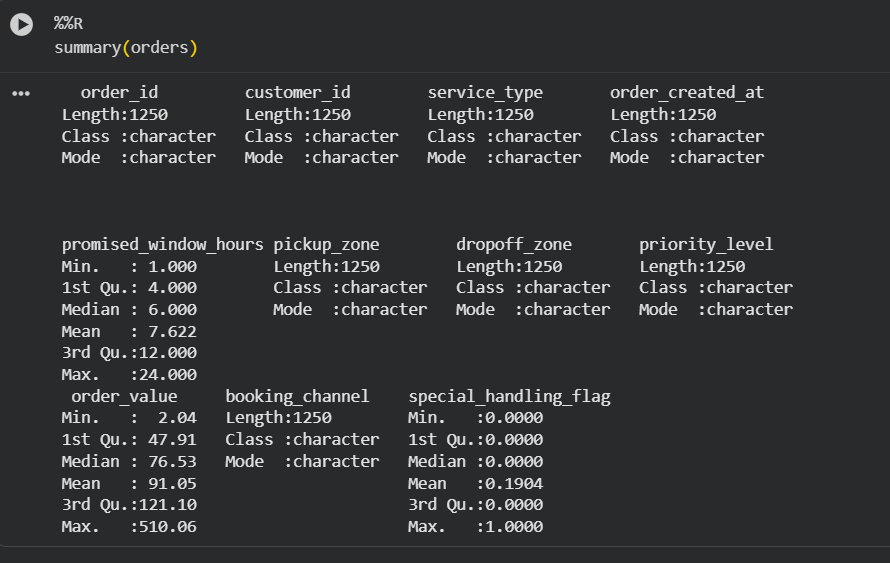 %%R
summary(orders)
order_id customer_id service_type order_created_at
Length:1250 Length:1250 Length:1250 Length:1250
Class :character Class :character Class :character Class :character
Mode :character Mode :character Mode :character Mode :character
promised_window_hours pickup_zone dropoff_zone priority_level
Min. : 1.000 Length:1250 Length:1250 Length:1250
1st Qu.: 4.000 Class :character Class :character Class :character
Median : 6.000 Mode :character Mode :character Mode :character
Mean : 7.622
3rd Qu.:12.000
Max. :24.000
order_value booking_channel special_handling_flag
Min. : 2.04 Length:1250 Min. :0.0000
1st Qu.: 47.91 Class :character 1st Qu.:0.0000
Median : 76.53 Mode :character Median :0.0000
Mean : 91.05 Mean :0.1904
3rd Qu.:121.10 3rd Qu.:0.0000
Max. :510.06 Max. :1.0000